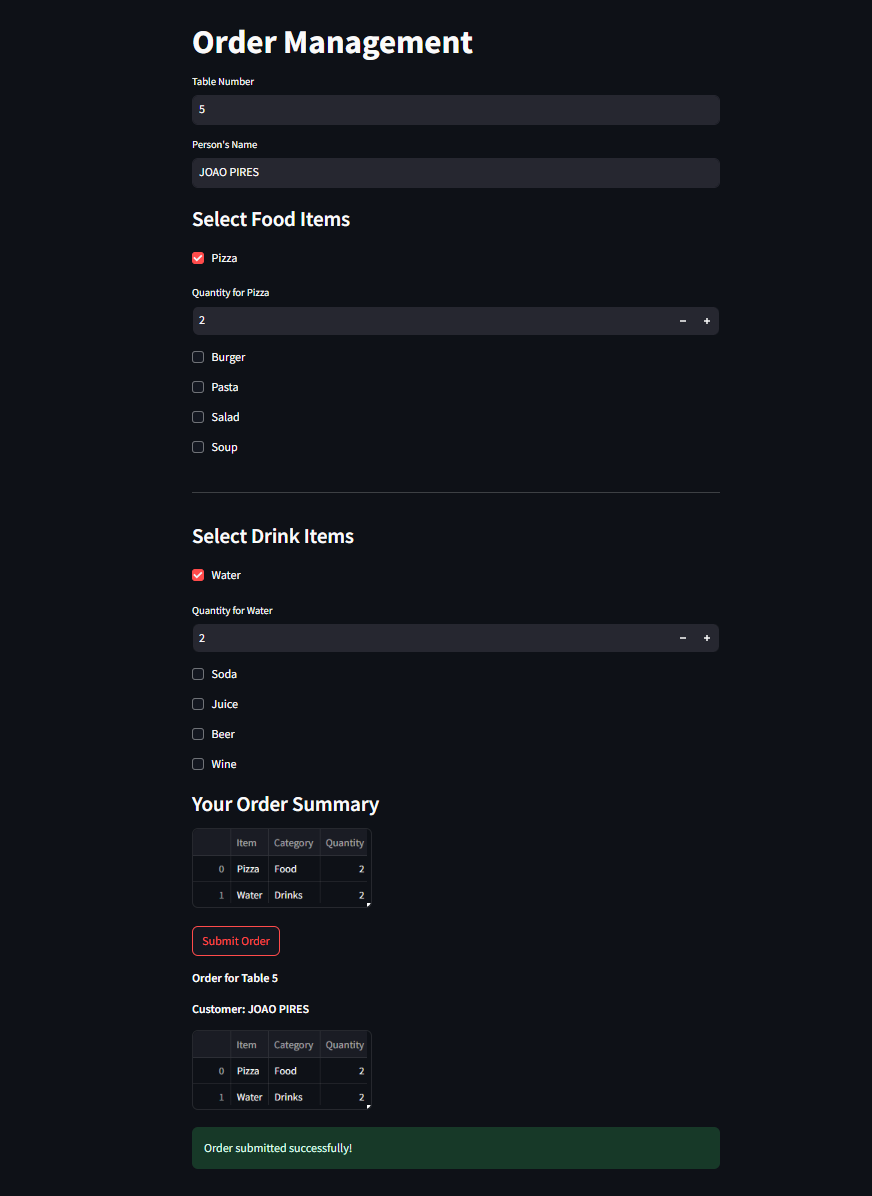 Order Management
Table Number
5
Person's Name
JOAO PIRES
Select Food Items
Pizza
Quantity for Pizza
2 − +
Burger
Pasta
Salad
Soup
Select Drink Items
Water
Quantity for Water
2 − +
Soda
Juice
Beer
Wine
Your Order Summary
Item Category Quantity
0 Pizza Food 2
1 Water Drinks 2
Submit Order
Order for Table 5
Customer: JOAO PIRES
Item Category Quantity
0 Pizza Food 2
1 Water Drinks 2
Order submitted successfully!